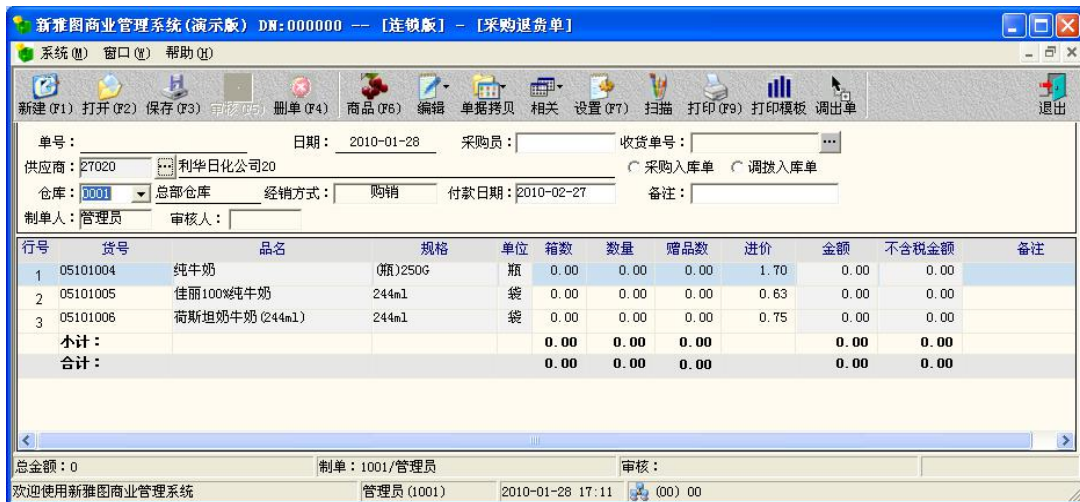 新雅图商业管理系统(演示版) DN:000000 -- [连锁版] - [采购退货单]
系统(M) 窗口(W) 帮助(H)
新建(F1) 打开(F2) 保存(F3) 审核(F5) 删单(F4) 商品(F6) 编辑 单据拷贝 相关 设置(F7) 扫描 打印(F9) 打印模板 调出单 退出
单号: 日期: 2010-01-28 采购员: 收货单号: ...
供应商: 27020 ... 利华日化公司20 采购入库单 调拨入库单
仓库: 0001 总部仓库 经销方式: 购销 付款日期: 2010-02-27 备注:
制单人: 管理员 审核人:
行号 货号 品名 规格 单位 箱数 数量 赠品数 进价 金额 不含税金额 备注
1 05101004 纯牛奶 (瓶)250G 瓶 0.00 0.00 0.00 1.70 0.00 0.00
2 05101005 佳丽100%纯牛奶 244ml 袋 0.00 0.00 0.00 0.63 0.00 0.00
3 05101006 荷斯坦奶牛奶(244ml) 244ml 袋 0.00 0.00 0.00 0.75 0.00 0.00
小计: 0.00 0.00 0.00 0.00 0.00
合计: 0.00 0.00 0.00 0.00 0.00
总金额:0 制单:1001/管理员 审核:
欢迎使用新雅图商业管理系统 管理员(1001) 2010-01-28 17:11 (00) 00